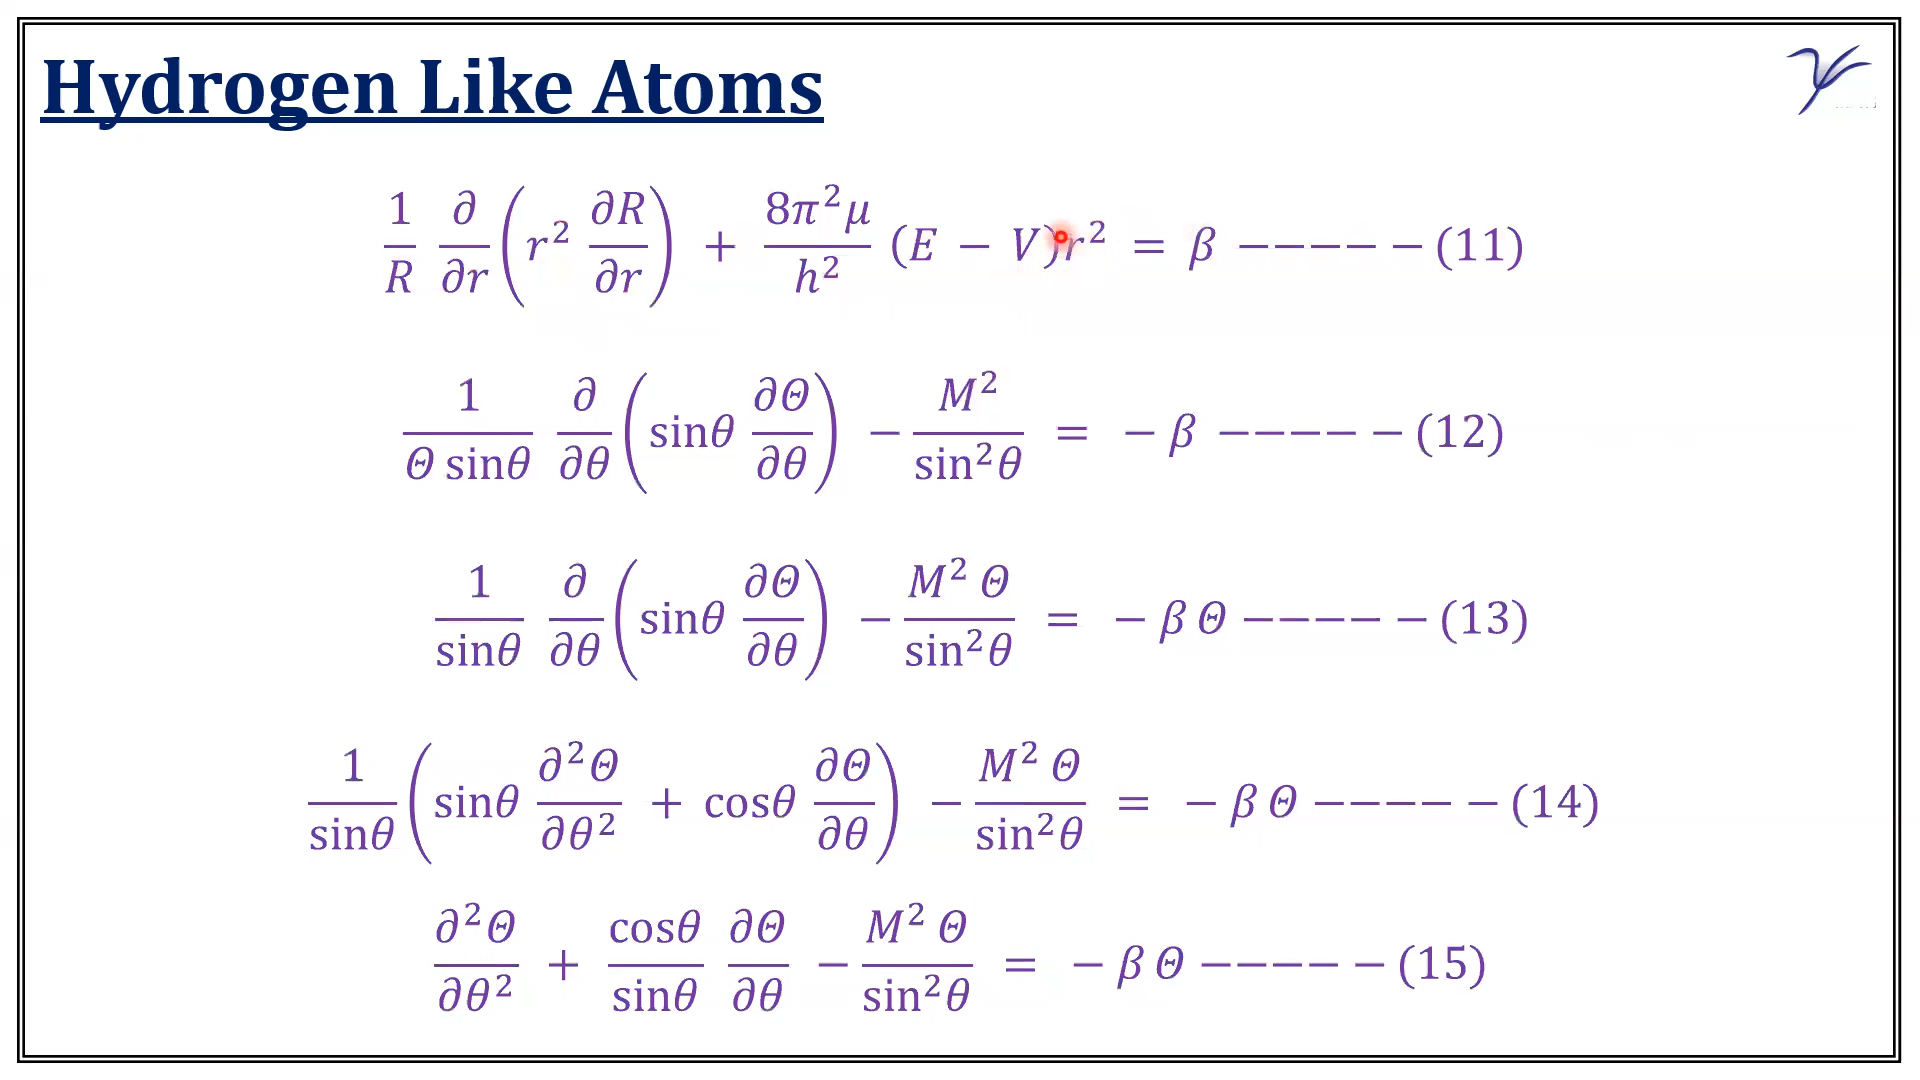 Hydrogen Like Atoms
1/R ∂/∂r (r² ∂R/∂r) + 8π²μ/h² (E − V)r² = β −−−−−(11)
1/(Θ sinθ) ∂/∂θ (sinθ ∂Θ/∂θ) − M²/sin²θ = − β −−−−−(12)
1/sinθ ∂/∂θ (sinθ ∂Θ/∂θ) − M² Θ/sin²θ = − β Θ −−−−−(13)
1/sinθ (sinθ ∂²Θ/∂θ² + cosθ ∂Θ/∂θ) − M² Θ/sin²θ = − β Θ −−−−−(14)
∂²Θ/∂θ² + cosθ/sinθ ∂Θ/∂θ − M² Θ/sin²θ = − β Θ −−−−−(15)